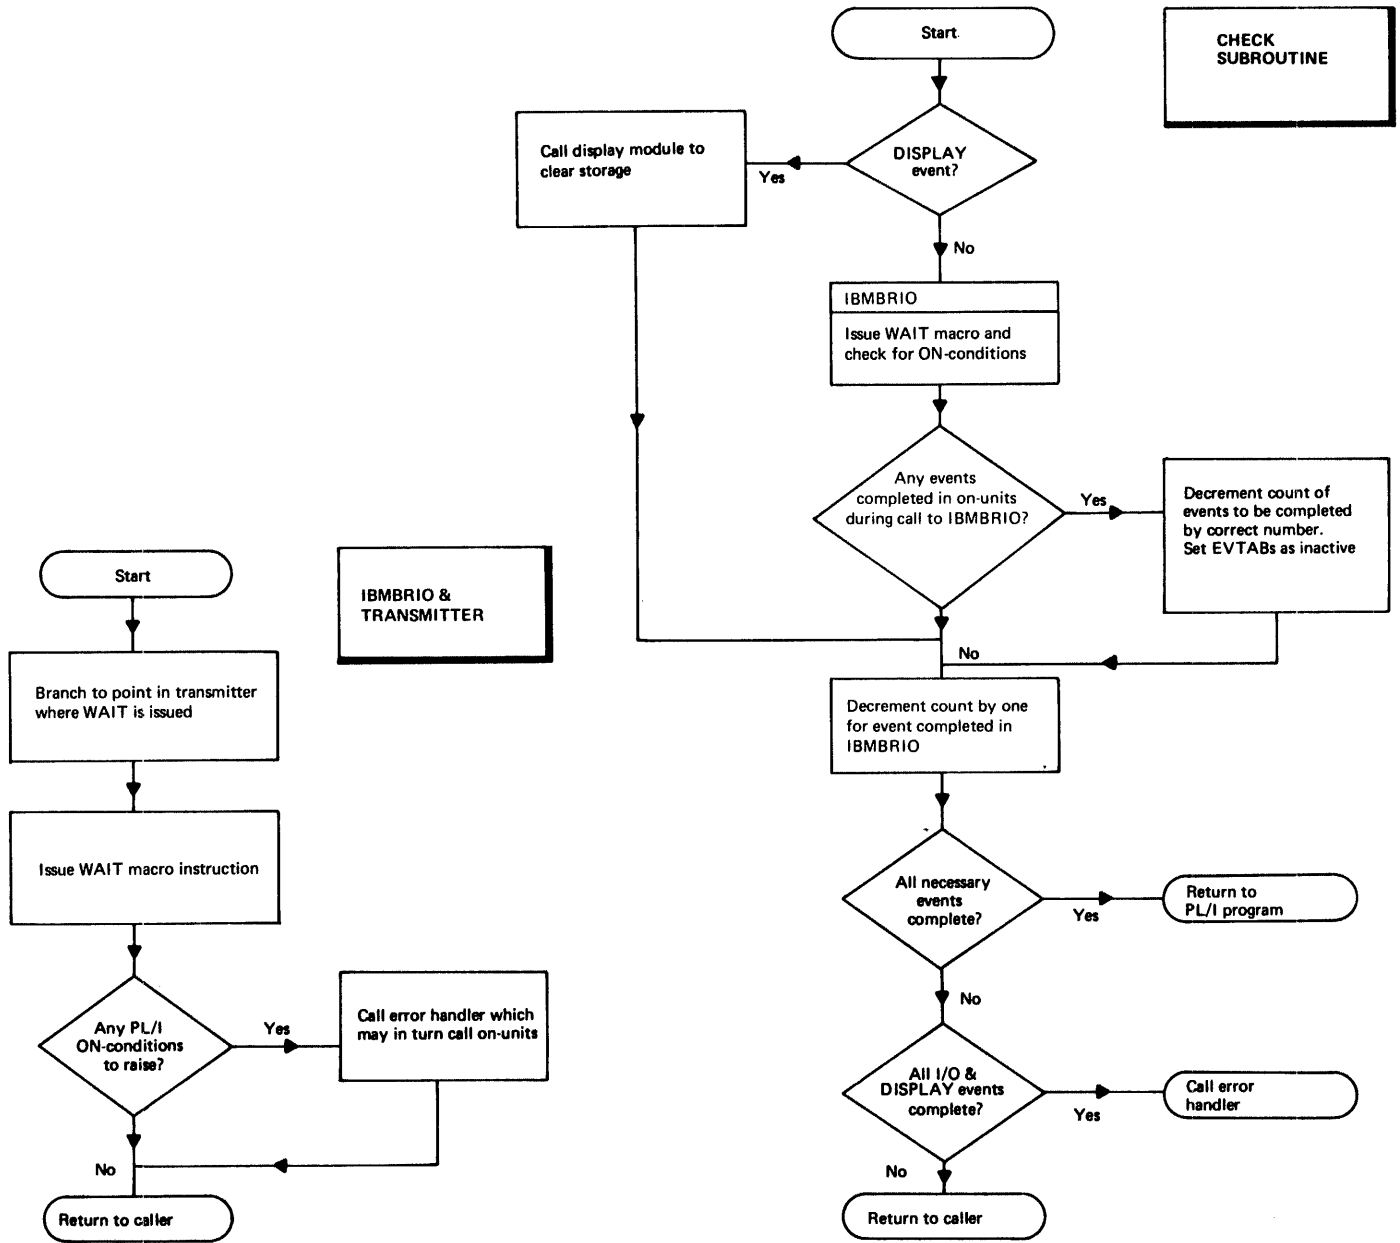 Start
CHECK
SUBROUTINE
DISPLAY
event?
Call display module to
clear storage
Yes
No
IBMBRIO
Issue WAIT macro and
check for ON-conditions
Any events
completed in on-units
during call to IBMBRIO?
Yes
Decrement count of
events to be completed
by correct number.
Set EVTABs as inactive
No
Decrement count by one
for event completed in
IBMBRIO
All necessary
events
complete?
Yes
Return to
PL/I program
No
All I/O &
DISPLAY events
complete?
Yes
Call error
handler
No
Return to caller
IBMBRIO &
TRANSMITTER
Start
Branch to point in transmitter
where WAIT is issued
Issue WAIT macro instruction
Any PL/I
ON-conditions
to raise?
Yes
Call error handler which
may in turn call on-units
No
Return to caller